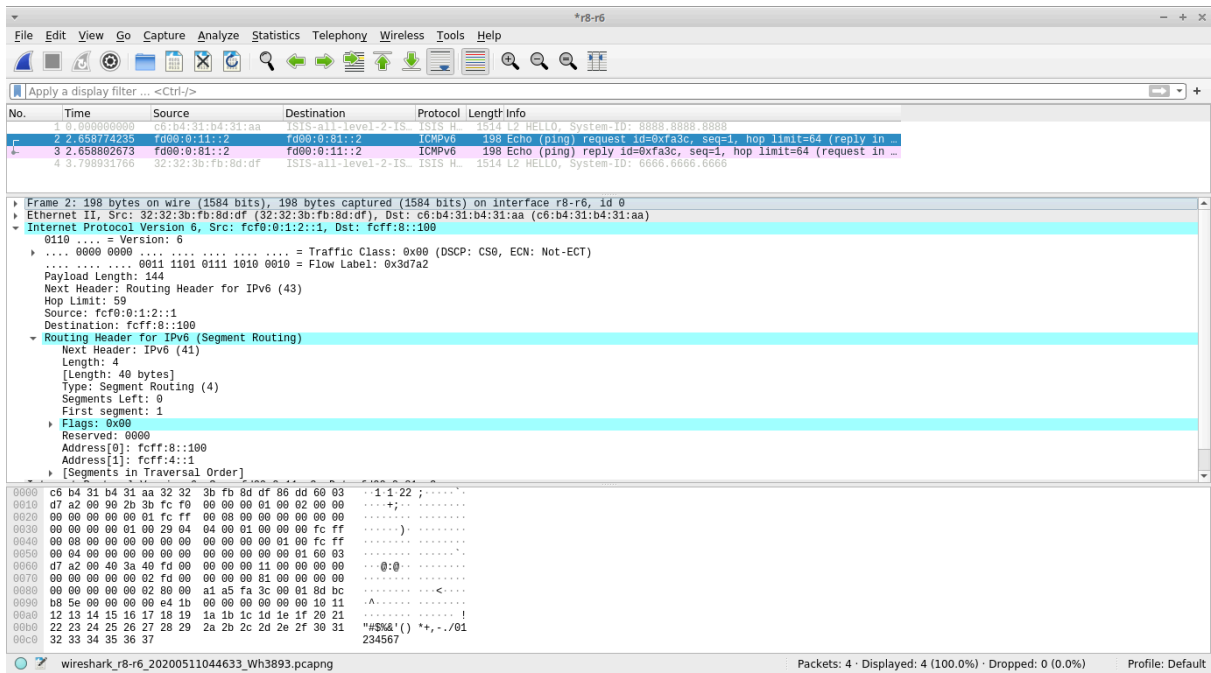 *r8-r6
File Edit View Go Capture Analyze Statistics Telephony Wireless Tools Help
Apply a display filter ... <Ctrl-/>
No. Time Source Destination Protocol Length Info
1 0.000000000 c6:b4:31:b4:31:aa ISIS-all-level-2-IS… ISIS H… 1514 L2 HELLO, System-ID: 8888.8888.8888
2 2.658774235 fd00:0:11::2 fd00:0:81::2 ICMPv6 198 Echo (ping) request id=0xfa3c, seq=1, hop limit=64 (reply in …
3 2.658802673 fd00:0:81::2 fd00:0:11::2 ICMPv6 198 Echo (ping) reply id=0xfa3c, seq=1, hop limit=64 (request in …
4 3.798931766 32:32:3b:fb:8d:df ISIS-all-level-2-IS… ISIS H… 1514 L2 HELLO, System-ID: 6666.6666.6666
Frame 2: 198 bytes on wire (1584 bits), 198 bytes captured (1584 bits) on interface r8-r6, id 0
Ethernet II, Src: 32:32:3b:fb:8d:df (32:32:3b:fb:8d:df), Dst: c6:b4:31:b4:31:aa (c6:b4:31:b4:31:aa)
Internet Protocol Version 6, Src: fcf0:0:1:2::1, Dst: fcff:8::100
0110 .... = Version: 6
.... 0000 0000 .... .... .... .... .... = Traffic Class: 0x00 (DSCP: CS0, ECN: Not-ECT)
.... .... .... 0011 1101 0111 1010 0010 = Flow Label: 0x3d7a2
Payload Length: 144
Next Header: Routing Header for IPv6 (43)
Hop Limit: 59
Source: fcf0:0:1:2::1
Destination: fcff:8::100
Routing Header for IPv6 (Segment Routing)
Next Header: IPv6 (41)
Length: 4
[Length: 40 bytes]
Type: Segment Routing (4)
Segments Left: 0
First segment: 1
Flags: 0x00
Reserved: 0000
Address[0]: fcff:8::100
Address[1]: fcff:4::1
[Segments in Traversal Order]
0000 c6 b4 31 b4 31 aa 32 32 3b fb 8d df 86 dd 60 03 ··1·1·22 ;·····`·
0010 d7 a2 00 90 2b 3b fc f0 00 00 00 01 00 02 00 00 ····+;·· ········
0020 00 00 00 00 00 01 fc ff 00 08 00 00 00 00 00 00 ········ ········
0030 00 00 00 00 01 00 29 04 04 00 01 00 00 00 fc ff ······)· ········
0040 00 08 00 00 00 00 00 00 00 00 00 00 01 00 fc ff ········ ········
0050 00 04 00 00 00 00 00 00 00 00 00 00 00 01 60 03 ········ ······`·
0060 d7 a2 00 40 3a 40 fd 00 00 00 00 11 00 00 00 00 ···@:@·· ········
0070 00 00 00 00 00 02 fd 00 00 00 00 81 00 00 00 00 ········ ········
0080 00 00 00 00 00 02 80 00 a1 a5 fa 3c 00 01 8d bc ········ ···<····
0090 b8 5e 00 00 00 00 e4 1b 00 00 00 00 00 00 10 11 ·^······ ········
00a0 12 13 14 15 16 17 18 19 1a 1b 1c 1d 1e 1f 20 21 ········ ······ !
00b0 22 23 24 25 26 27 28 29 2a 2b 2c 2d 2e 2f 30 31 "#$%&'() *+,-./01
00c0 32 33 34 35 36 37 234567
wireshark_r8-r6_20200511044633_Wh3893.pcapng Packets: 4 · Displayed: 4 (100.0%) · Dropped: 0 (0.0%) Profile: Default